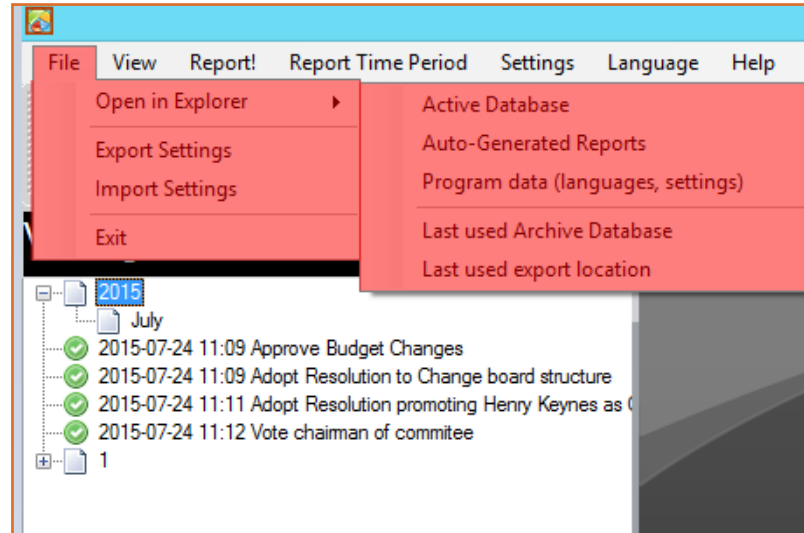 File View Report! Report Time Period Settings Language Help
Open in Explorer
Export Settings
Import Settings
Exit
Active Database
Auto-Generated Reports
Program data (languages, settings)
Last used Archive Database
Last used export location
2015
July
2015-07-24 11:09 Approve Budget Changes
2015-07-24 11:09 Adopt Resolution to Change board structure
2015-07-24 11:11 Adopt Resolution promoting Henry Keynes as
2015-07-24 11:12 Vote chairman of commitee
1